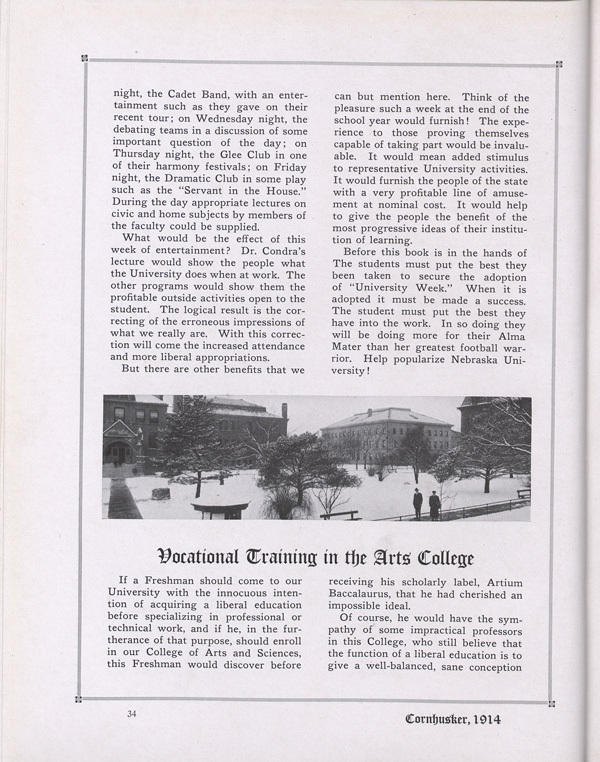 night, the Cadet Band, with an enter-
tainment such as they gave on their
recent tour; on Wednesday night, the
debating teams in a discussion of some
important question of the day; on
Thursday night, the Glee Club in one
of their harmony festivals; on Friday
night, the Dramatic Club in some play
such as the "Servant in the House."
During the day appropriate lectures on
civic and home subjects by members of
the faculty could be supplied.
What would be the effect of this
week of entertainment? Dr. Condra's
lecture would show the people what
the University does when at work. The
other programs would show them the
profitable outside activities open to the
student. The logical result is the cor-
recting of the erroneous impressions of
what we really are. With this correc-
tion will come the increased attendance
and more liberal appropriations.
But there are other benefits that we
can but mention here. Think of the
pleasure such a week at the end of the
school year would furnish! The expe-
rience to those proving themselves
capable of taking part would be invalu-
able. It would mean added stimulus
to representative University activities.
It would furnish the people of the state
with a very profitable line of amuse-
ment at nominal cost. It would help
to give the people the benefit of the
most progressive ideas of their institu-
tion of learning.
Before this book is in the hands of
The students must put the best they
been taken to secure the adoption
of "University Week." When it is
adopted it must be made a success.
The student must put the best they
have into the work. In so doing they
will be doing more for their Alma
Mater than her greatest football war-
rior. Help popularize Nebraska Uni-
versity!
Vocational Training in the Arts College
If a Freshman should come to our
University with the innocuous inten-
tion of acquiring a liberal education
before specializing in professional or
technical work, and if he, in the fur-
therance of that purpose, should enroll
in our College of Arts and Sciences,
this Freshman would discover before
receiving his scholarly label, Artium
Baccalaurus, that he had cherished an
impossible ideal.
Of course, he would have the sym-
pathy of some impractical professors
in this College, who still believe that
the function of a liberal education is to
give a well-balanced, sane conception
34
Cornhusker, 1914